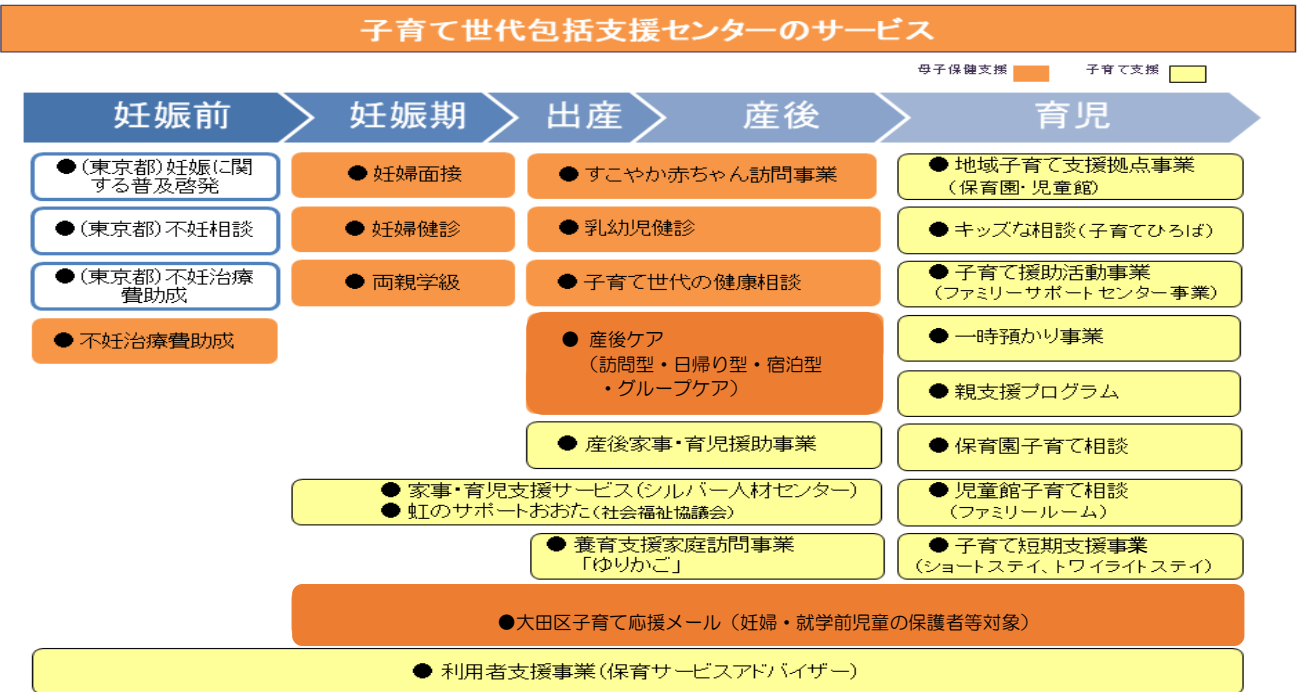 子育て世代包括支援センターのサービス
母子保健支援
子育て支援
妊娠前
妊娠期
出産
産後
育児
●(東京都)妊娠に関
する普及啓発
●(東京都)不妊相談
●(東京都)不妊治療
費助成
●不妊治療費助成
●妊婦面接
●妊婦健診
●両親学級
●すこやか赤ちゃん訪問事業
●乳幼児健診
●子育て世代の健康相談
●産後ケア
(訪問型・日帰り型・宿泊型
・グループケア)
●産後家事・育児援助事業
●家事・育児支援サービス(シルバー人材センター)
●虹のサポートおおた(社会福祉協議会)
●養育支援家庭訪問事業
「ゆりかご」
●地域子育て支援拠点事業
(保育園・児童館)
●キッズな相談(子育てひろば)
●子育て援助活動事業
(ファミリーサポートセンター事業)
●一時預かり事業
●親支援プログラム
●保育園子育て相談
●児童館子育て相談
(ファミリールーム)
●子育て短期支援事業
(ショートステイ、トワイライトステイ)
●大田区子育て応援メール(妊婦・就学前児童の保護者等対象)
●利用者支援事業(保育サービスアドバイザー)